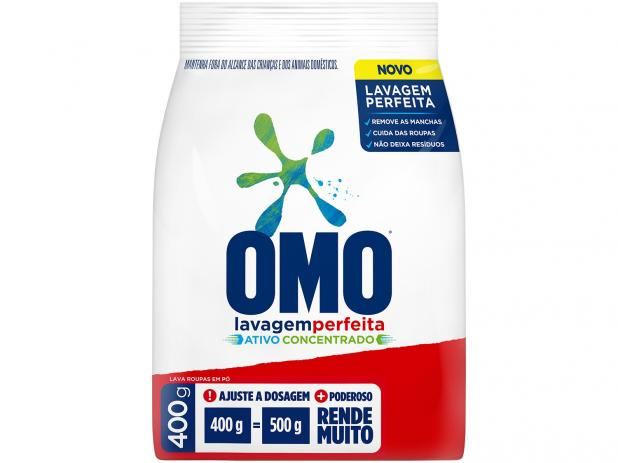 MANTENHA FORA DO ALCANCE DAS CRIANÇAS E DOS ANIMAIS DOMÉSTICOS.
NOVO
LAVAGEM
PERFEITA
REMOVE AS MANCHAS
CUIDA DAS ROUPAS
NÃO DEIXA RESÍDUOS
OMO
lavagemperfeita
ATIVO CONCENTRADO
LAVA ROUPAS EM PÓ
400g
! AJUSTE A DOSAGEM + PODEROSO
400 g = 500 g
RENDE
MUITO